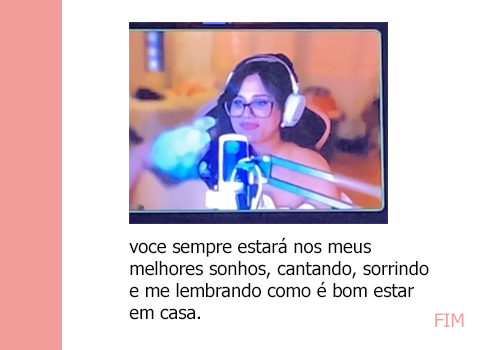 voce sempre estará nos meus
melhores sonhos, cantando, sorrindo
e me lembrando como é bom estar
em casa.
FIM